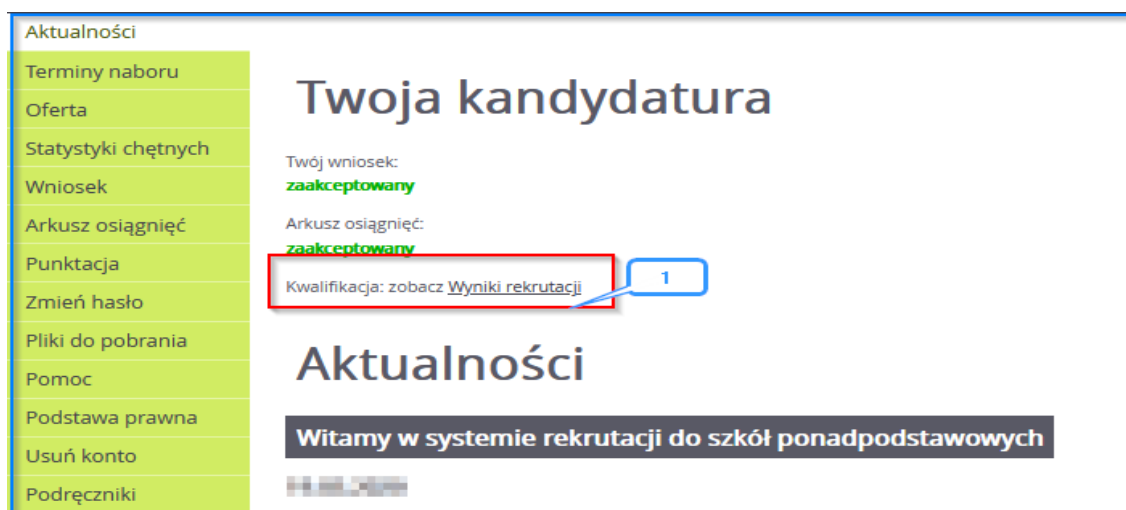 Aktualności
Terminy naboru
Oferta
Statystyki chętnych
Wniosek
Arkusz osiągnięć
Punktacja
Zmień hasło
Pliki do pobrania
Pomoc
Podstawa prawna
Usuń konto
Podręczniki
Twoja kandydatura
Twój wniosek:
zaakceptowany
Arkusz osiągnięć:
zaakceptowany
Kwalifikacja: zobacz Wyniki rekrutacji
1
Aktualności
Witamy w systemie rekrutacji do szkół ponadpodstawowych